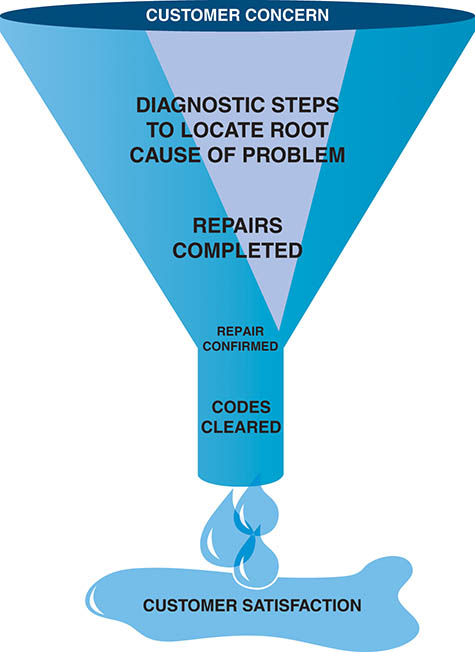 CUSTOMER CONCERN
DIAGNOSTIC STEPS
TO LOCATE ROOT
CAUSE OF PROBLEM
REPAIRS
COMPLETED
REPAIR
CONFIRMED
CODES
CLEARED
CUSTOMER SATISFACTION